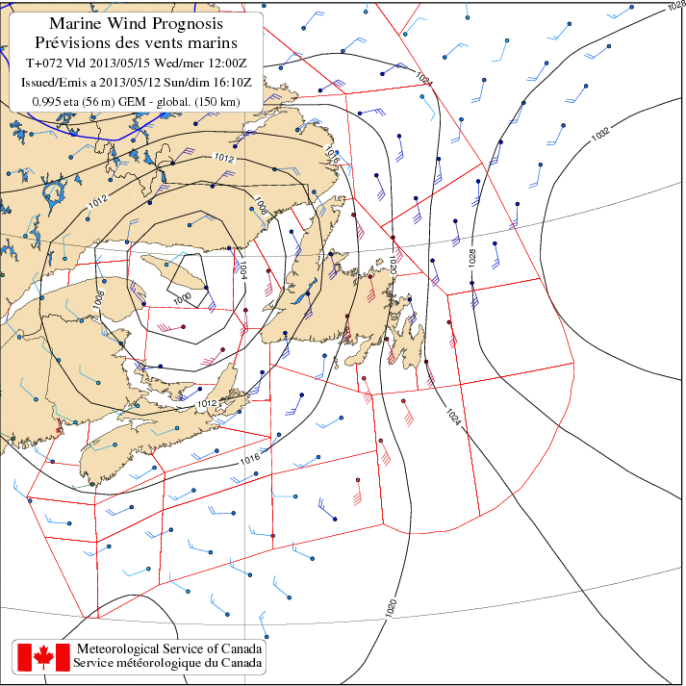 Marine Wind Prognosis
Prévisions des vents marins
T+072 Vld 2013/05/15 Wed/mer 12:00Z
Issued/Emis a 2013/05/12 Sun/dim 16:10Z
0.995 eta (56 m) GEM - global. (150 km)
1028
1024
1032
1016
1012
1012
1008
1004
1020
1028
1008
1000
1012
1024
1016
1020
Meteorological Service of Canada
Service météorologique du Canada